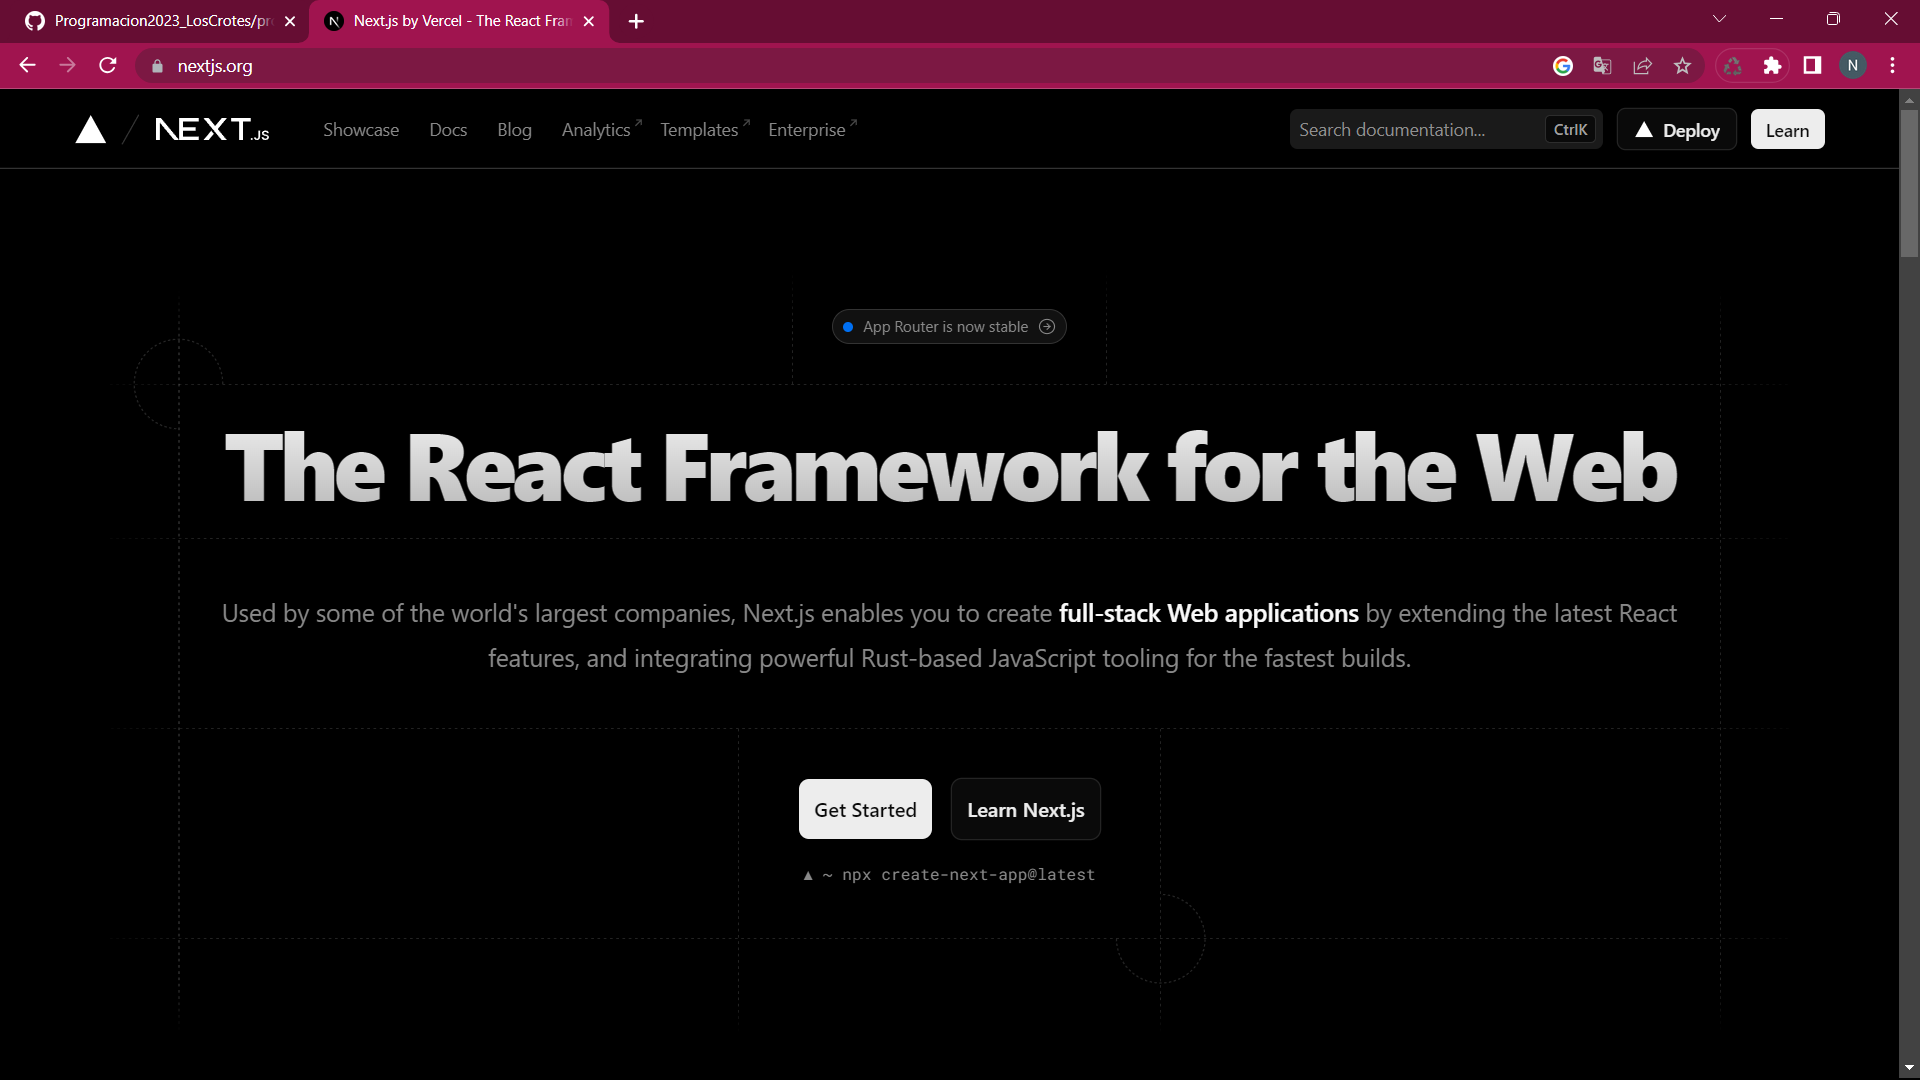 Programacion2023_LosCrotes/pr
Next.js by Vercel - The React Fran
nextjs.org
N
NEXT.JS
Showcase
Docs
Blog
Analytics
Templates
Enterprise
Search documentation...
CtrlK
Deploy
Learn
App Router is now stable
The React Framework for the Web
Used by some of the world's largest companies, Next.js enables you to create full-stack Web applications by extending the latest React
features, and integrating powerful Rust-based JavaScript tooling for the fastest builds.
Get Started
Learn Next.js
▲ ~ npx create-next-app@latest